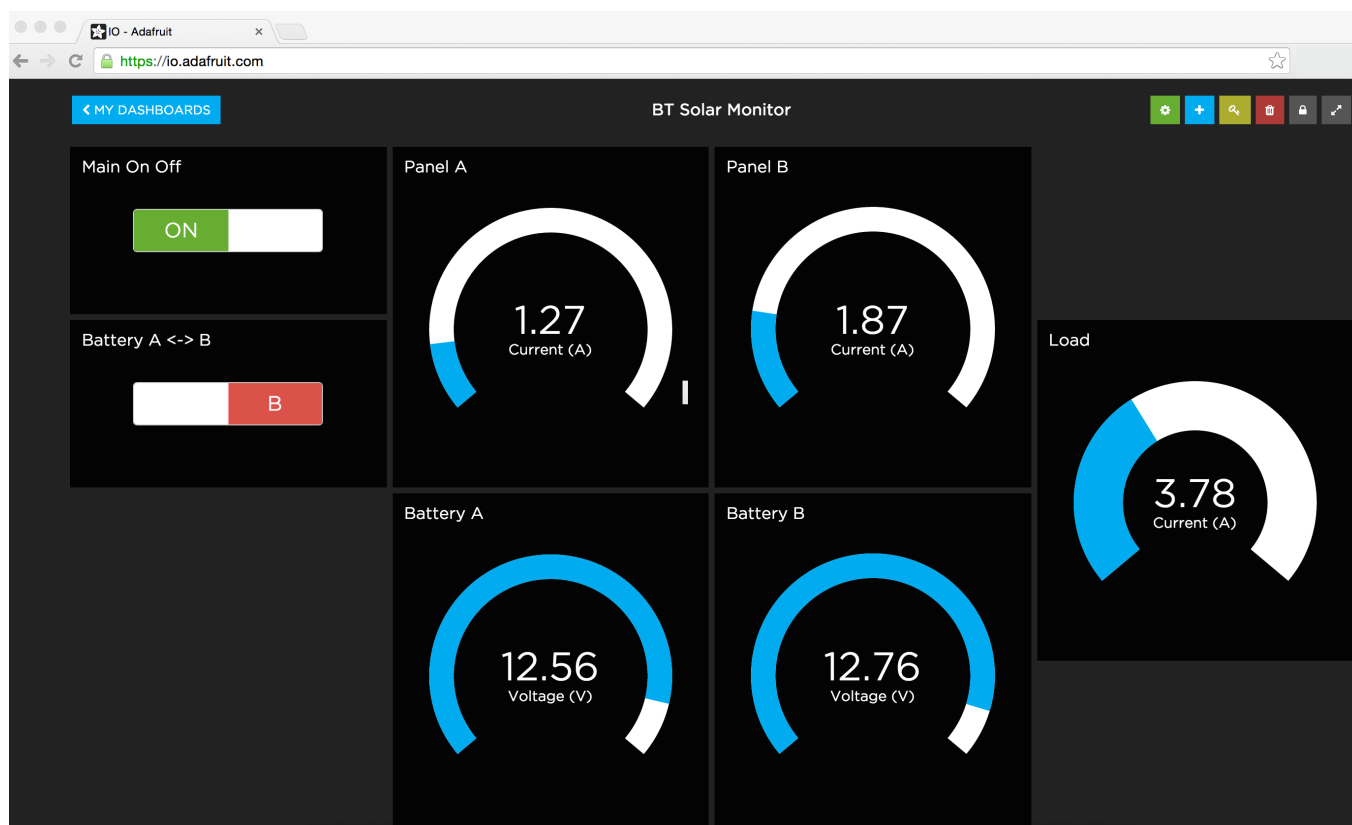 IO - Adafruit
https://io.adafruit.com
MY DASHBOARDS
BT Solar Monitor
Main On Off
ON
Panel A
1.27
Current (A)
Panel B
1.87
Current (A)
Battery A <-> B
B
Load
3.78
Current (A)
Battery A
12.56
Voltage (V)
Battery B
12.76
Voltage (V)